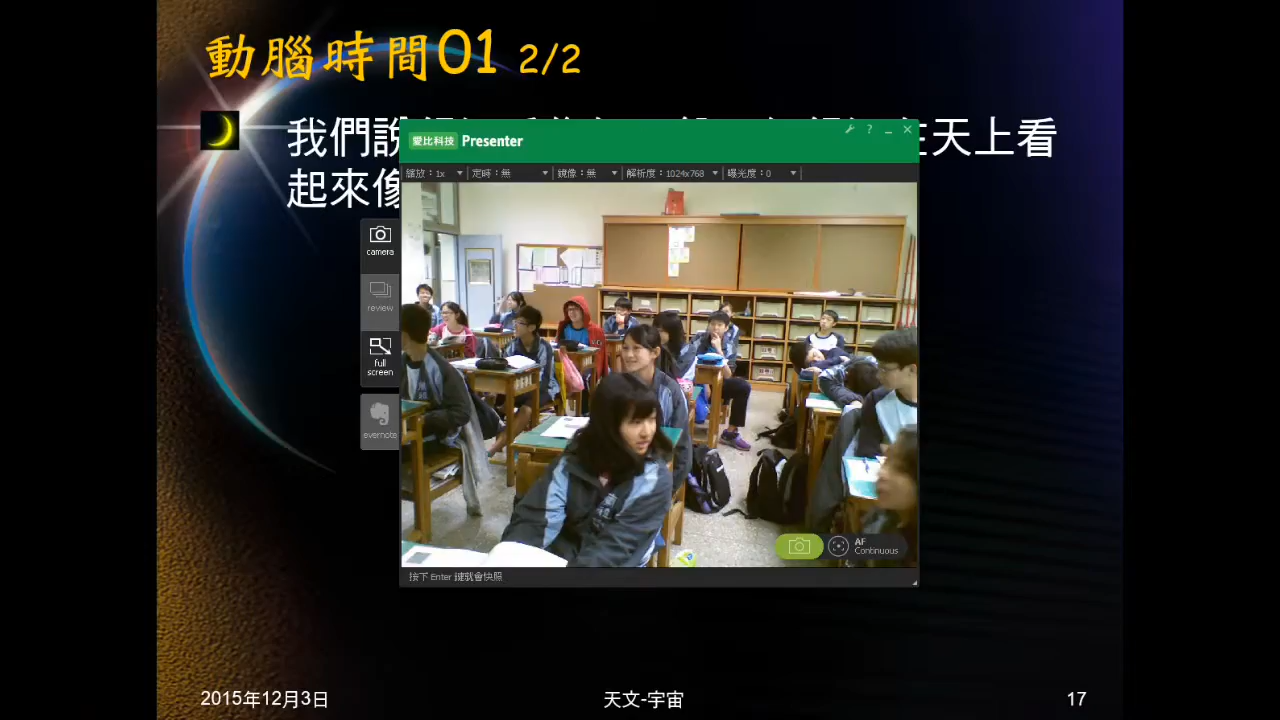 動腦時間01 2/2
我們說
在天上看
起來像
愛比科技 Presenter
縮放：1x 定時：無 鏡像：無 解析度：1024x768 曝光度：0
camera
review
full
screen
evernote
AF
Continuous
按下 Enter 鍵就會快照
2015年12月3日 天文-宇宙 17